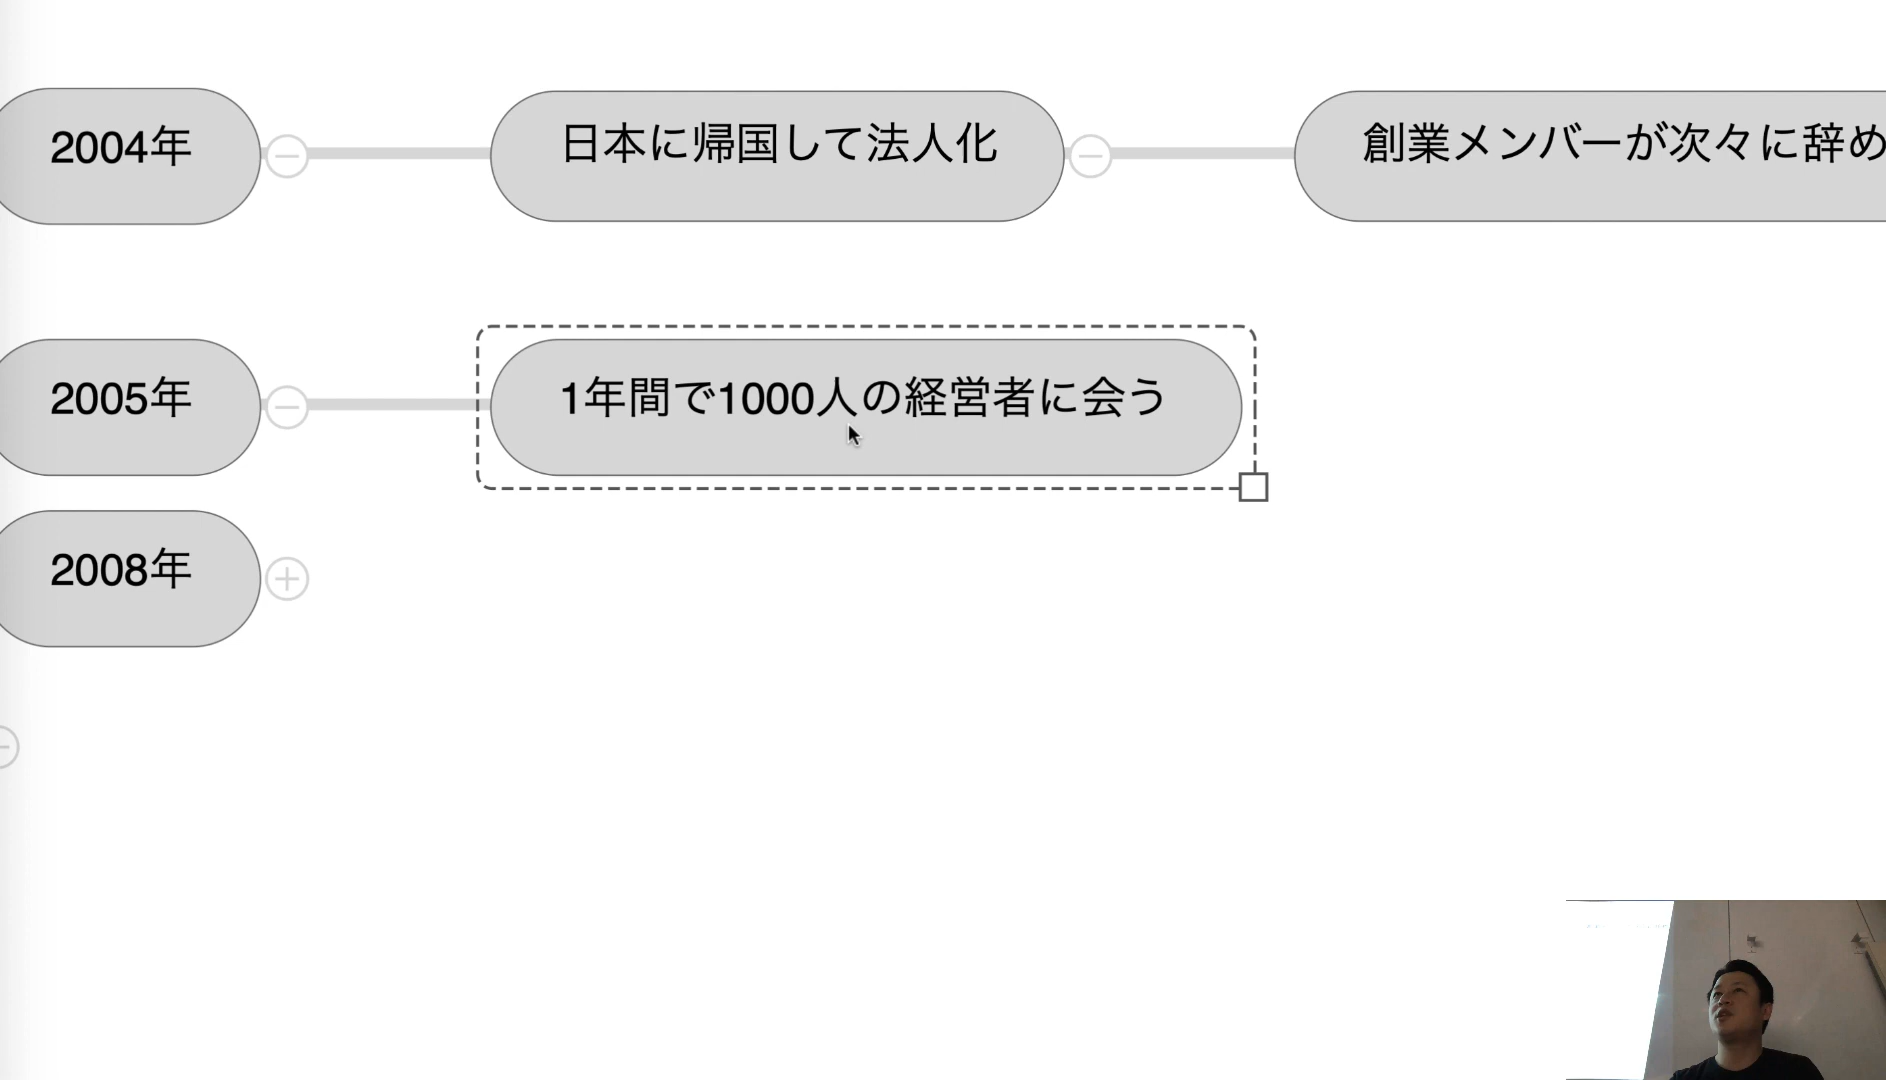 2004年
日本に帰国して法人化
創業メンバーが次々に辞め
2005年
1年間で1000人の経営者に会う
2008年